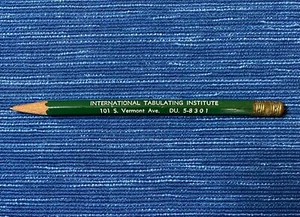 INTERNATIONAL TABULATING INSTITUTE
101 S. Vermont Ave. DU. 5-8301